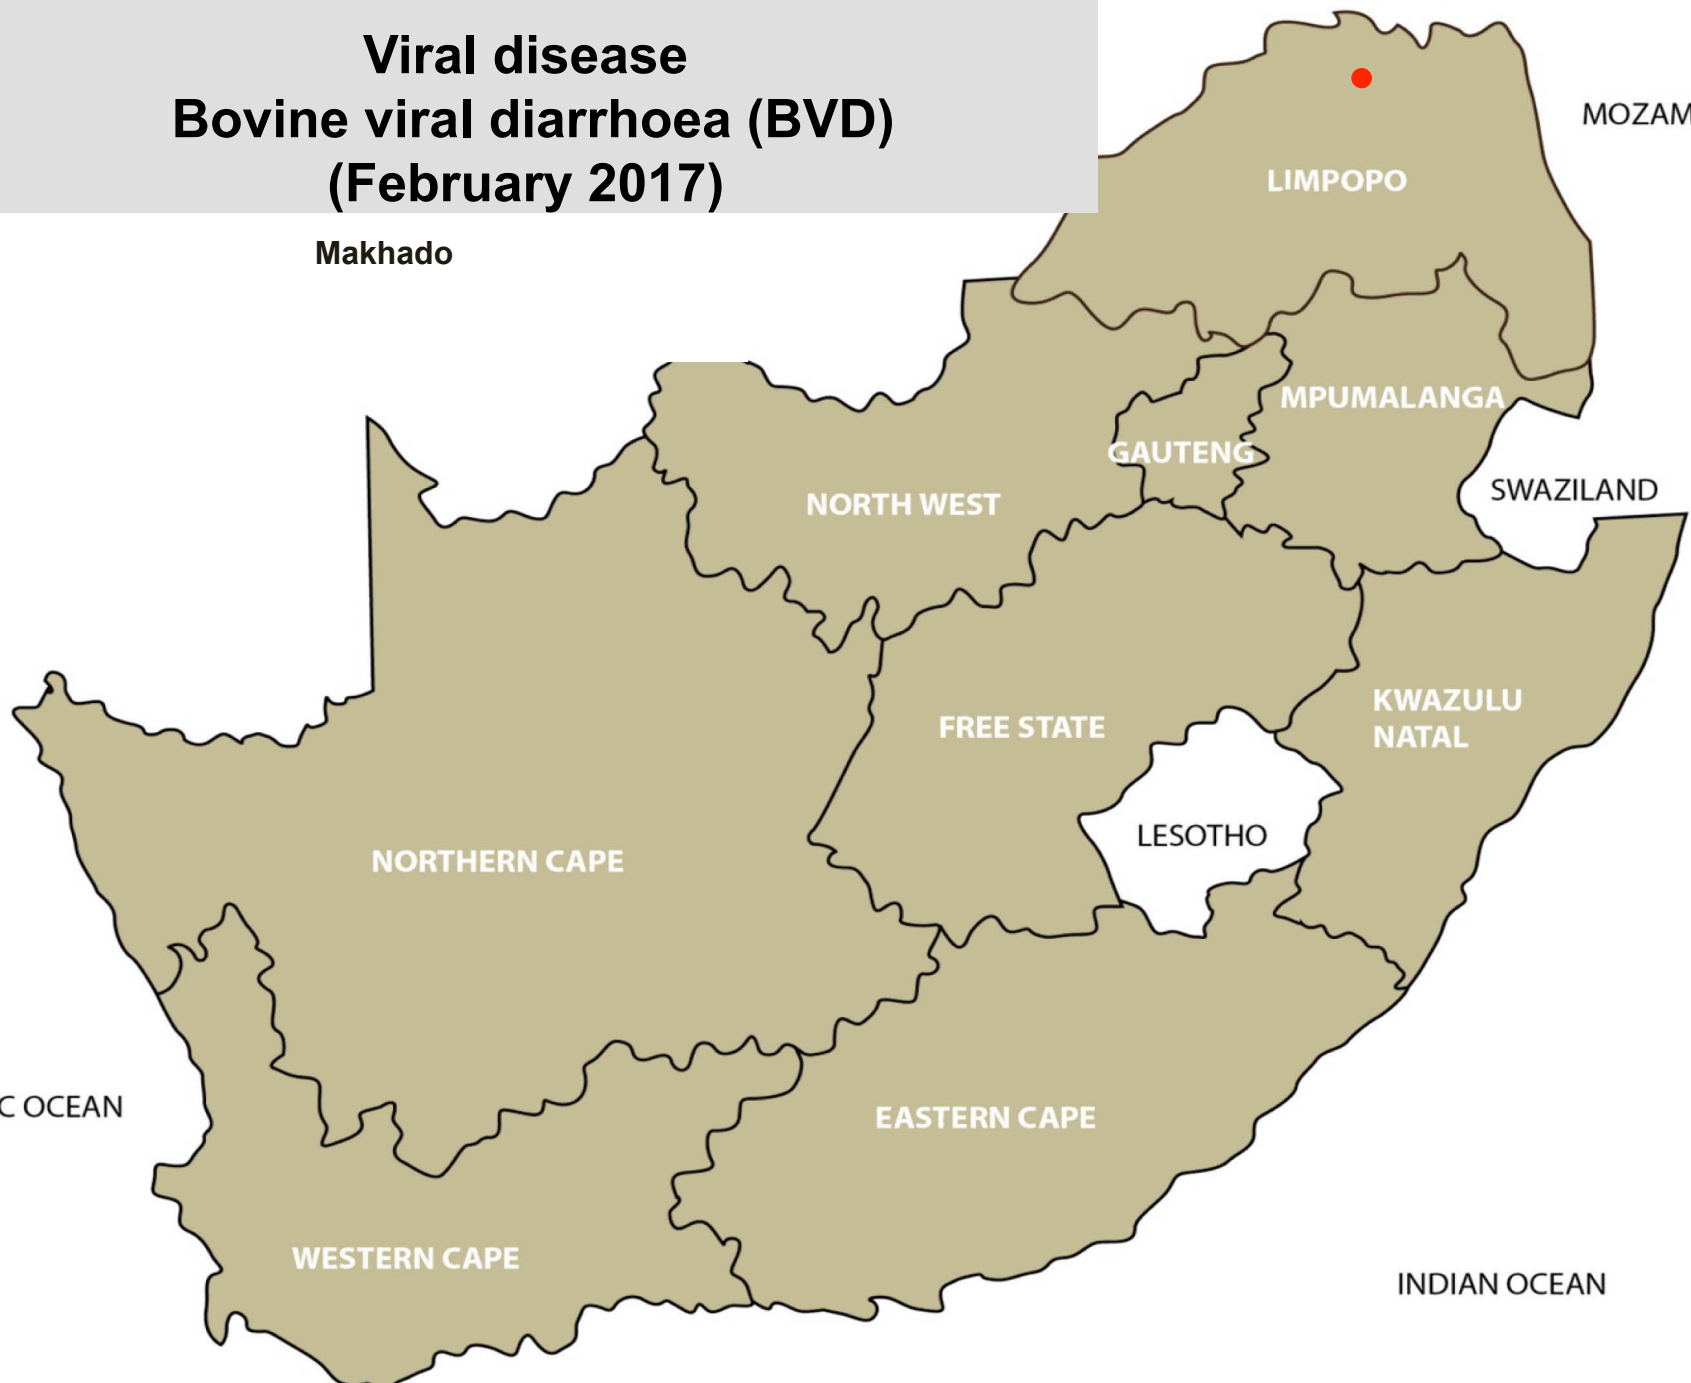 Viral disease
Bovine viral diarrhoea (BVD)
(February 2017)
MOZAM
LIMPOPO
Makhado
MPUMALANGA
GAUTENG
SWAZILAND
NORTH WEST
KWAZULU
NATAL
FREE STATE
LESOTHO
NORTHERN CAPE
C OCEAN
EASTERN CAPE
WESTERN CAPE
INDIAN OCEAN